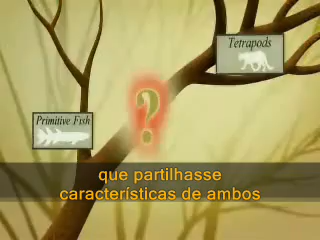 Tetrapods
?
Primitive Fish
que partilhasse
características de ambos